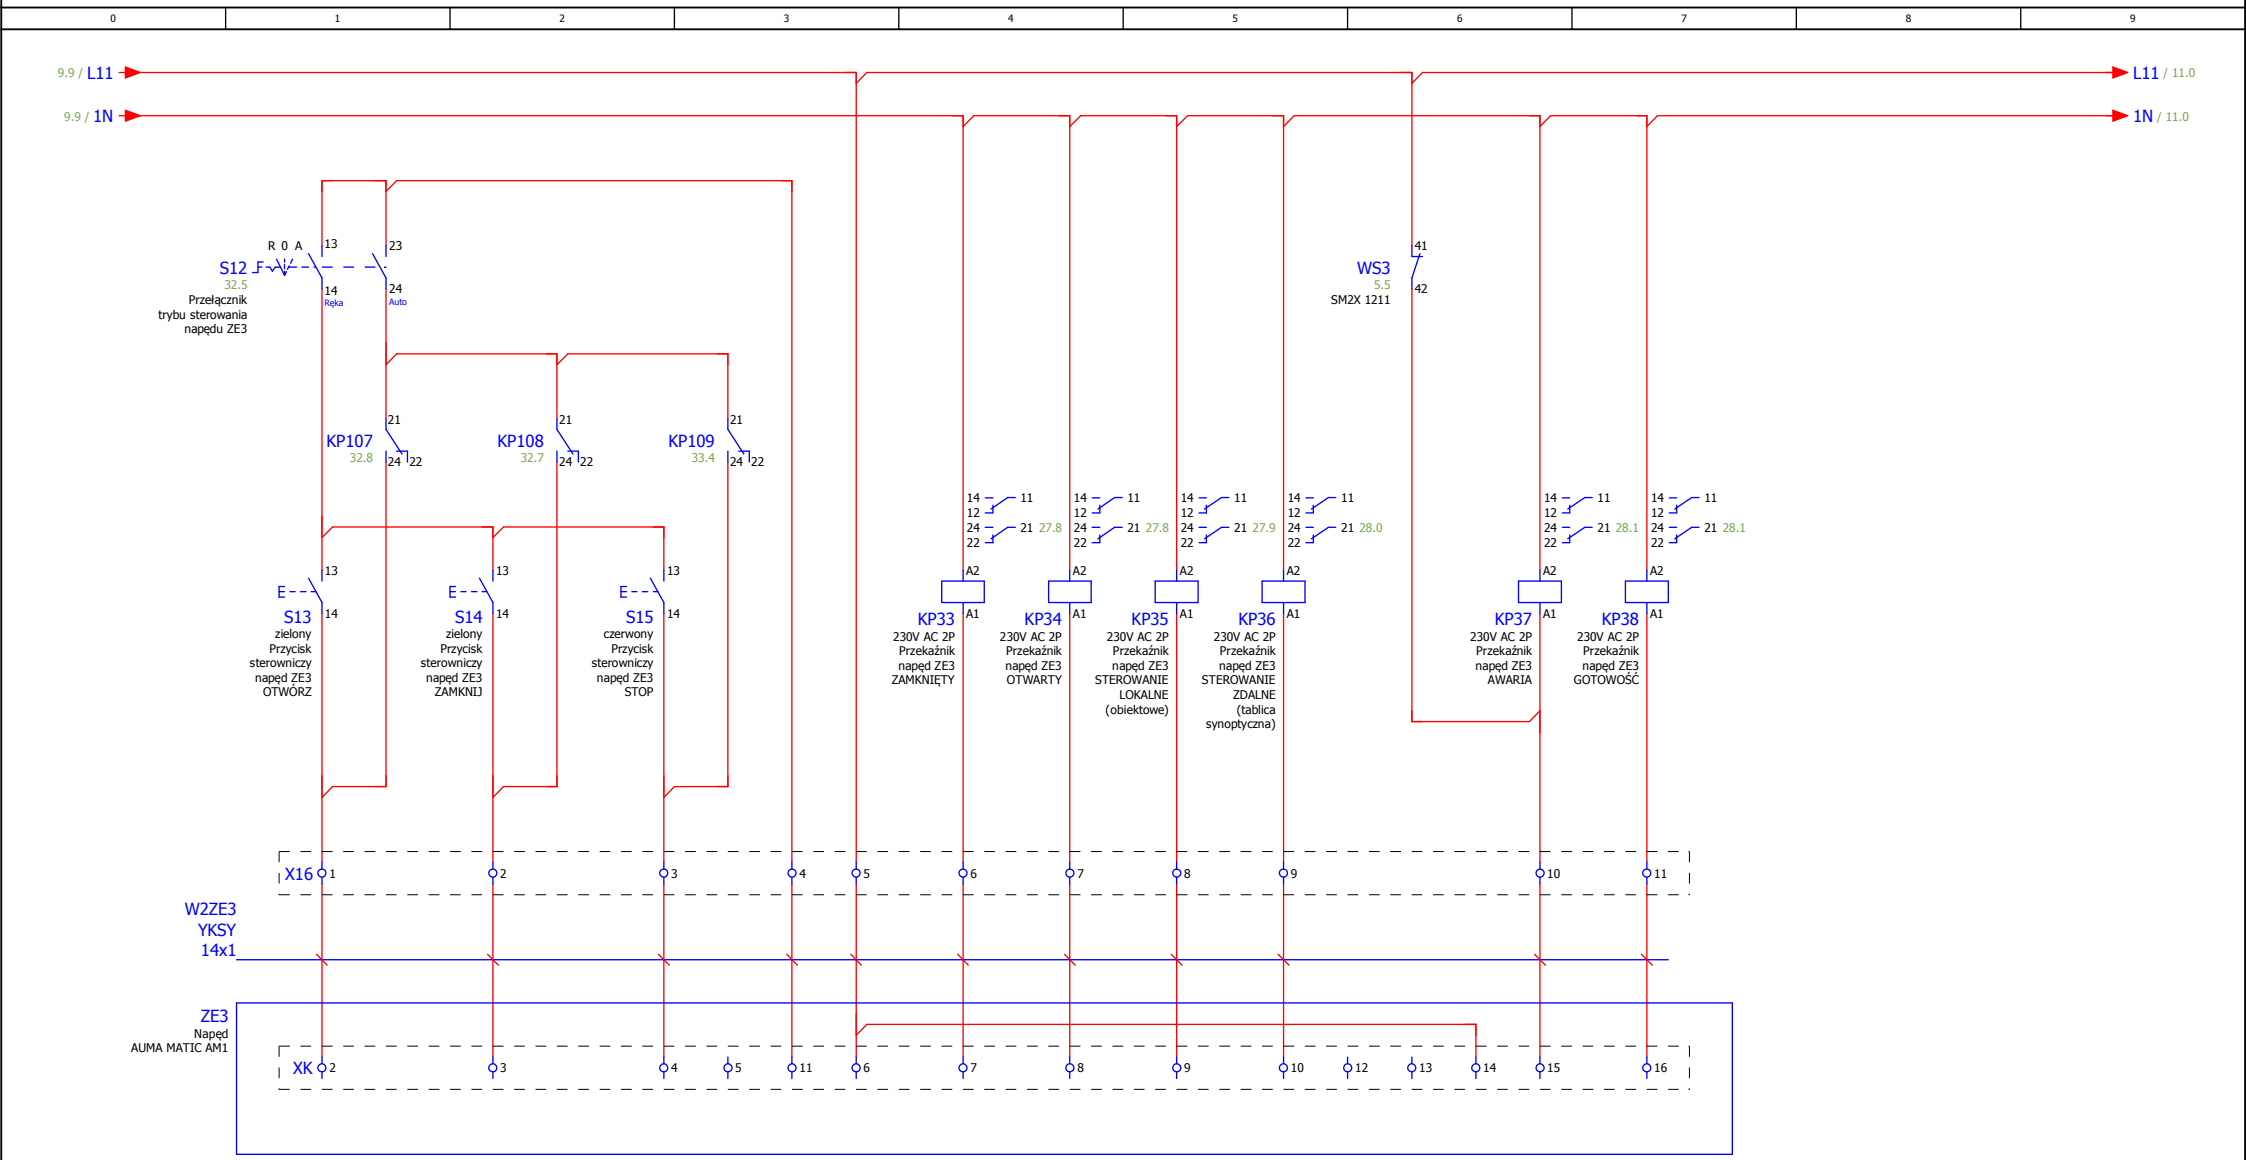 0 1 2 3 4 5 6 7 8 9
9.9 / L11
L11 / 11.0
9.9 / 1N
1N / 11.0
R 0 A
13
23
S12
32.5
14
Ręka
24
Auto
Przełącznik
trybu sterowania
napędu ZE3
41
WS3
5.5
42
SM2X 1211
21
KP107
32.8
24 22
21
KP108
32.7
24 22
21
KP109
33.4
24 22
14 11
12
24 21 27.8
22
14 11
12
24 21 27.8
22
14 11
12
24 21 27.9
22
14 11
12
24 21 28.0
22
14 11
12
24 21 28.1
22
14 11
12
24 21 28.1
22
13
E
S13
14
zielony
Przycisk
sterowniczy
napęd ZE3
OTWÓRZ
13
E
S14
14
zielony
Przycisk
sterowniczy
napęd ZE3
ZAMKNIJ
13
E
S15
14
czerwony
Przycisk
sterowniczy
napęd ZE3
STOP
A2
A1
KP33
230V AC 2P
Przekaźnik
napęd ZE3
ZAMKNIĘTY
A2
A1
KP34
230V AC 2P
Przekaźnik
napęd ZE3
OTWARTY
A2
A1
KP35
230V AC 2P
Przekaźnik
napęd ZE3
STEROWANIE
LOKALNE
(obiektowe)
A2
A1
KP36
230V AC 2P
Przekaźnik
napęd ZE3
STEROWANIE
ZDALNE
(tablica
synoptyczna)
A2
A1
KP37
230V AC 2P
Przekaźnik
napęd ZE3
AWARIA
A2
A1
KP38
230V AC 2P
Przekaźnik
napęd ZE3
GOTOWOŚĆ
X16 1 2 3 4 5 6 7 8 9 10 11
W2ZE3
YKSY
14x1
ZE3
Napęd
AUMA MATIC AM1
XK 2 3 4 5 11 6 7 8 9 10 12 13 14 15 16